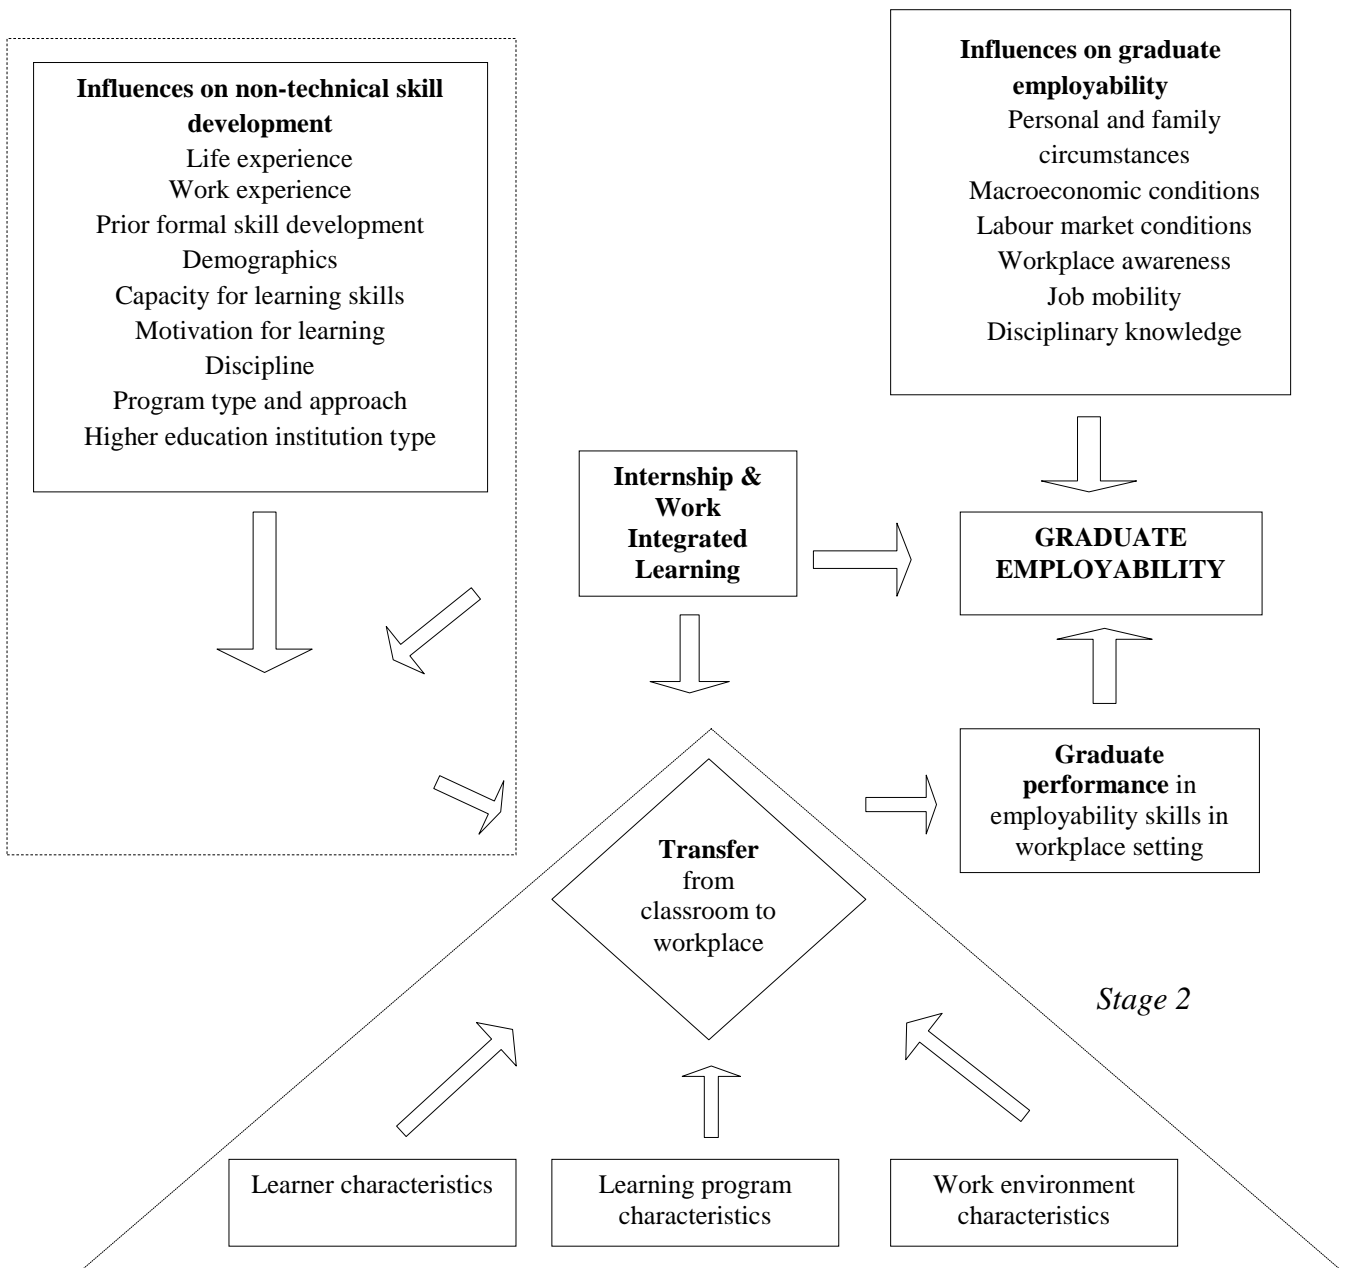 Influences on non-technical skill
development
Life experience
Work experience
Prior formal skill development
Demographics
Capacity for learning skills
Motivation for learning
Discipline
Program type and approach
Higher education institution type
Influences on graduate
employability
Personal and family
circumstances
Macroeconomic conditions
Labour market conditions
Workplace awareness
Job mobility
Disciplinary knowledge
Internship &
Work
Integrated
Learning
GRADUATE
EMPLOYABILITY
Graduate
performance in
employability skills in
workplace setting
Transfer
from
classroom to
workplace
Stage 2
Learner characteristics
Learning program
characteristics
Work environment
characteristics